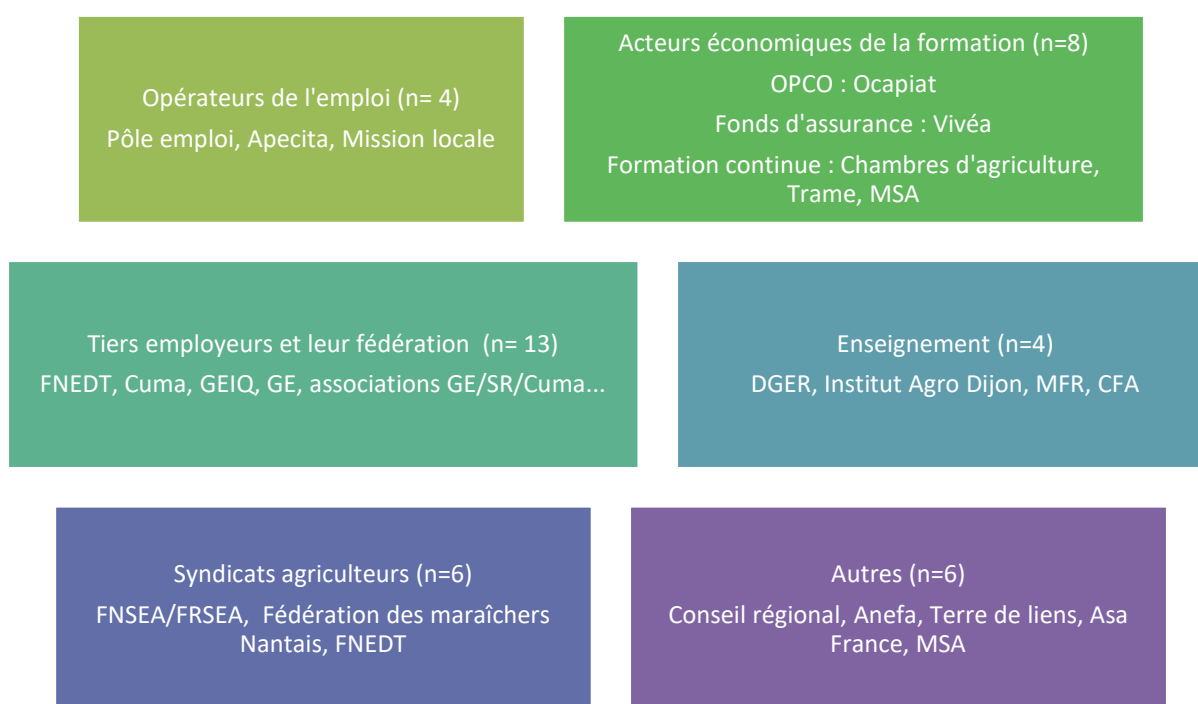 Opérateurs de l'emploi (n= 4)
Pôle emploi, Apecita, Mission locale
Acteurs économiques de la formation (n=8)
OPCO : Ocapiat
Fonds d'assurance : Vivéa
Formation continue : Chambres d'agriculture,
Trame, MSA
Tiers employeurs et leur fédération (n= 13)
FNEDT, Cuma, GEIQ, GE, associations GE/SR/Cuma...
Enseignement (n=4)
DGER, Institut Agro Dijon, MFR, CFA
Syndicats agriculteurs (n=6)
FNSEA/FRSEA, Fédération des maraîchers
Nantais, FNEDT
Autres (n=6)
Conseil régional, Anefa, Terre de liens, Asa
France, MSA